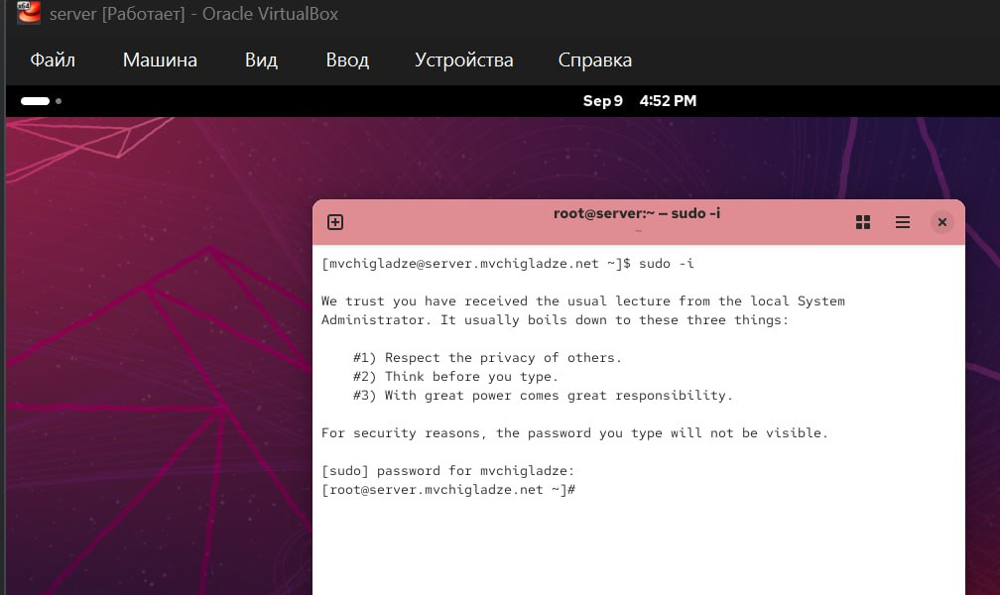 server [Работает] - Oracle VirtualBox
Файл Машина Вид Ввод Устройства Справка
Sep 9 4:52 PM
root@server:~ — sudo -i
~
[mvchigladze@server.mvchigladze.net ~]$ sudo -i
We trust you have received the usual lecture from the local System
Administrator. It usually boils down to these three things:
#1) Respect the privacy of others.
#2) Think before you type.
#3) With great power comes great responsibility.
For security reasons, the password you type will not be visible.
[sudo] password for mvchigladze:
[root@server.mvchigladze.net ~]#